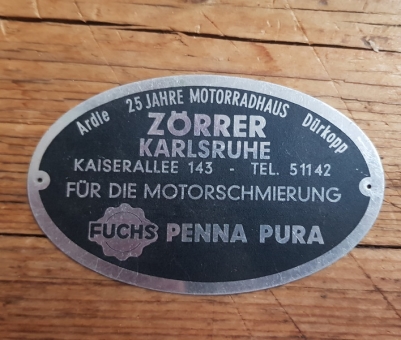 25 JAHRE MOTORRADHAUS
Ardie Dürkopp
ZÖRRER
KARLSRUHE
KAISERALLEE 143 - TEL. 51142
FÜR DIE MOTORSCHMIERUNG
FUCHS PENNA PURA